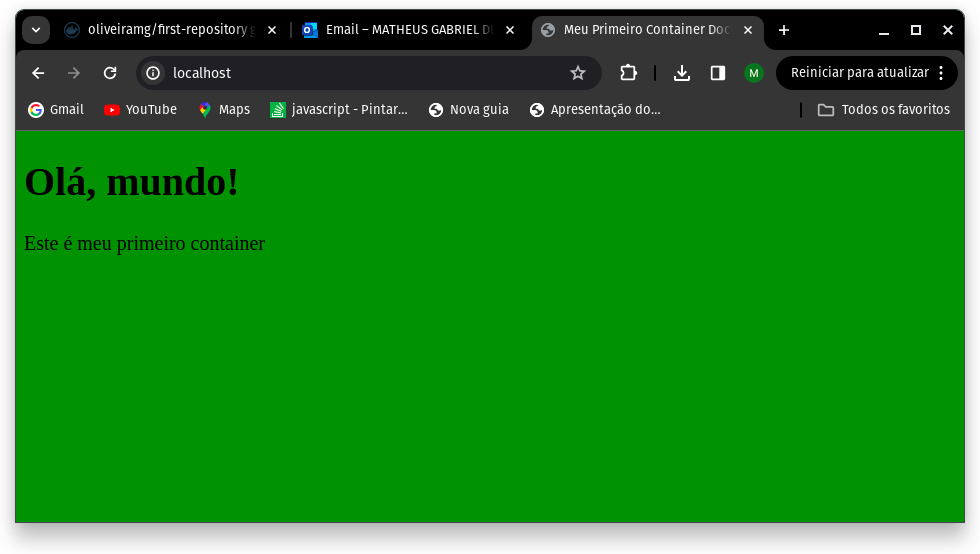 oliveiramg/first-repository
Email – MATHEUS GABRIEL
Meu Primeiro Container Doc
localhost
M
Reiniciar para atualizar
Gmail
YouTube
Maps
javascript - Pintar...
Nova guia
Apresentação do...
Todos os favoritos
Olá, mundo!
Este é meu primeiro container